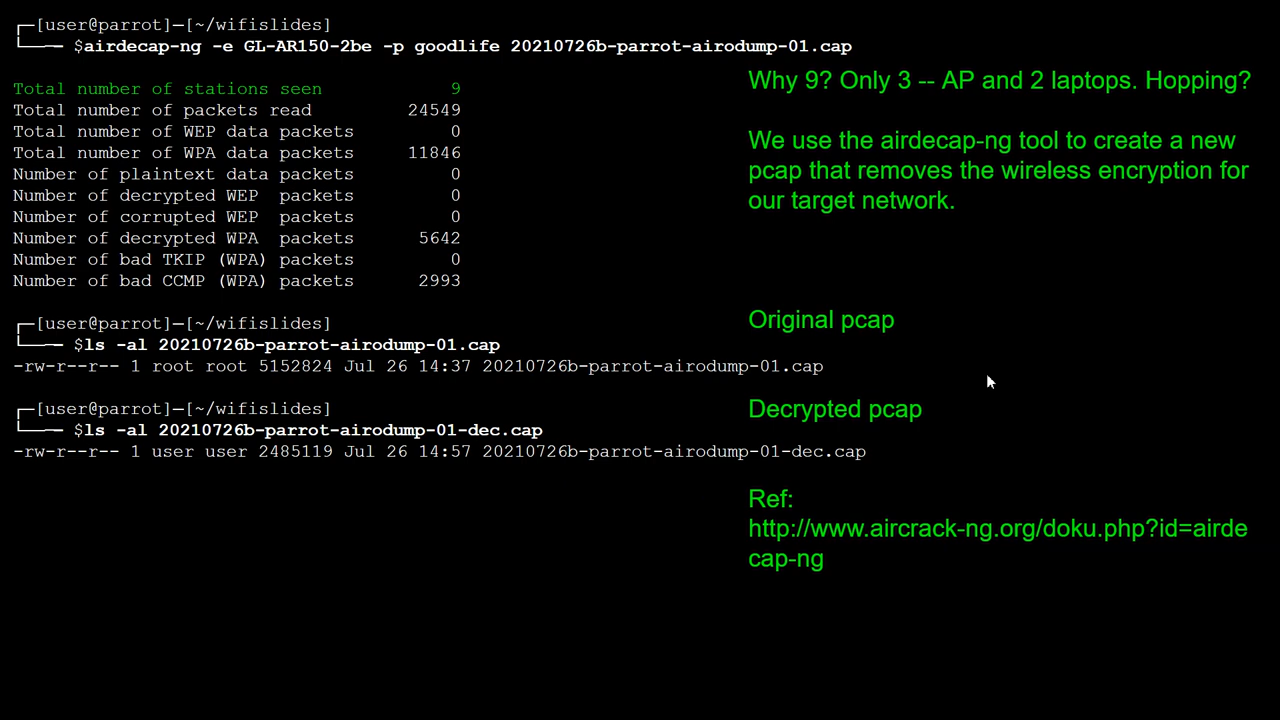 ┌─[user@parrot]─[~/wifislides]
└──── $airdecap-ng -e GL-AR150-2be -p goodlife 20210726b-parrot-airodump-01.cap
Total number of stations seen 9
Total number of packets read 24549
Total number of WEP data packets 0
Total number of WPA data packets 11846
Number of plaintext data packets 0
Number of decrypted WEP packets 0
Number of corrupted WEP packets 0
Number of decrypted WPA packets 5642
Number of bad TKIP (WPA) packets 0
Number of bad CCMP (WPA) packets 2993
┌─[user@parrot]─[~/wifislides]
└──── $ls -al 20210726b-parrot-airodump-01.cap
-rw-r--r-- 1 root root 5152824 Jul 26 14:37 20210726b-parrot-airodump-01.cap
┌─[user@parrot]─[~/wifislides]
└──── $ls -al 20210726b-parrot-airodump-01-dec.cap
-rw-r--r-- 1 user user 2485119 Jul 26 14:57 20210726b-parrot-airodump-01-dec.cap
Why 9? Only 3 -- AP and 2 laptops. Hopping?
We use the airdecap-ng tool to create a new
pcap that removes the wireless encryption for
our target network.
Original pcap
Decrypted pcap
Ref:
http://www.aircrack-ng.org/doku.php?id=airde
cap-ng